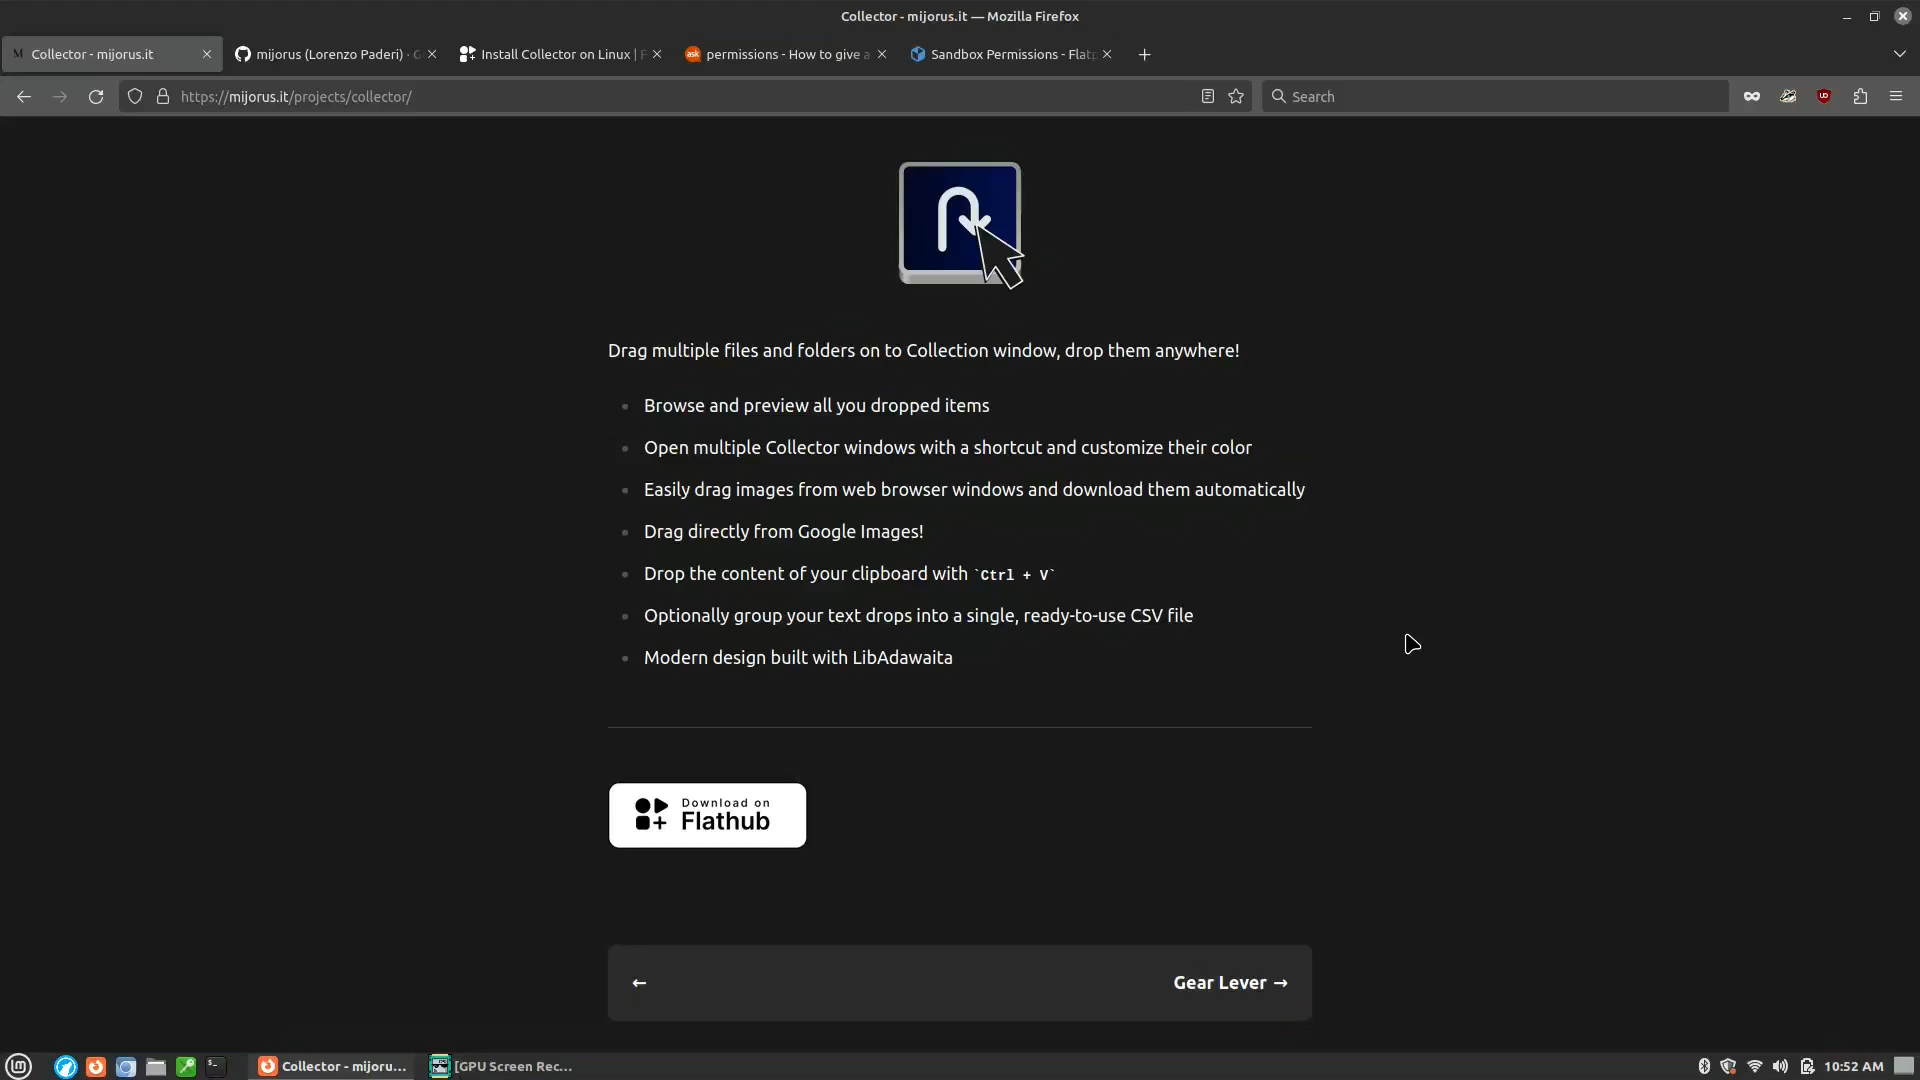 Collector - mijorus.it — Mozilla Firefox
Collector - mijorus.it
mijorus (Lorenzo Paderi) · G
Install Collector on Linux | F
ask
permissions - How to give a
Sandbox Permissions - Flatp
https://mijorus.it/projects/collector/
Search
Drag multiple files and folders on to Collection window, drop them anywhere!
Browse and preview all you dropped items
Open multiple Collector windows with a shortcut and customize their color
Easily drag images from web browser windows and download them automatically
Drag directly from Google Images!
Drop the content of your clipboard with `Ctrl + V`
Optionally group your text drops into a single, ready-to-use CSV file
Modern design built with LibAdawaita
Download on
Flathub
←
Gear Lever →
Collector - mijoru...
[GPU Screen Rec...
10:52 AM